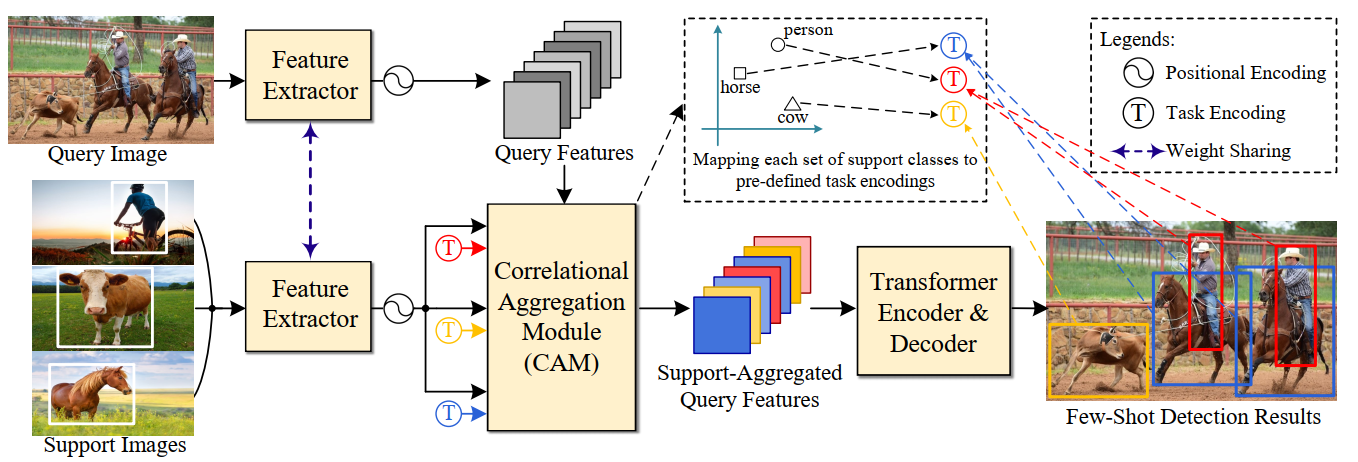 Query Image
Feature
Extractor
Query Features
person
horse
cow
T
T
T
Mapping each set of support classes to
pre-defined task encodings
Legends:
Positional Encoding
T Task Encoding
Weight Sharing
Support Images
Feature
Extractor
T
T
T
Correlational
Aggregation
Module
(CAM)
Support-Aggregated
Query Features
Transformer
Encoder &
Decoder
Few-Shot Detection Results